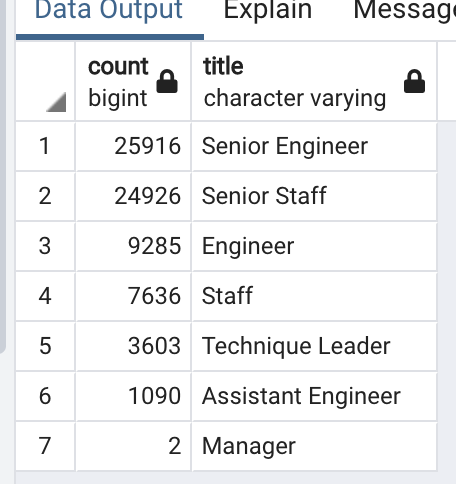 Data Output Explain Message
count title
bigint character varying
1 25916 Senior Engineer
2 24926 Senior Staff
3 9285 Engineer
4 7636 Staff
5 3603 Technique Leader
6 1090 Assistant Engineer
7 2 Manager